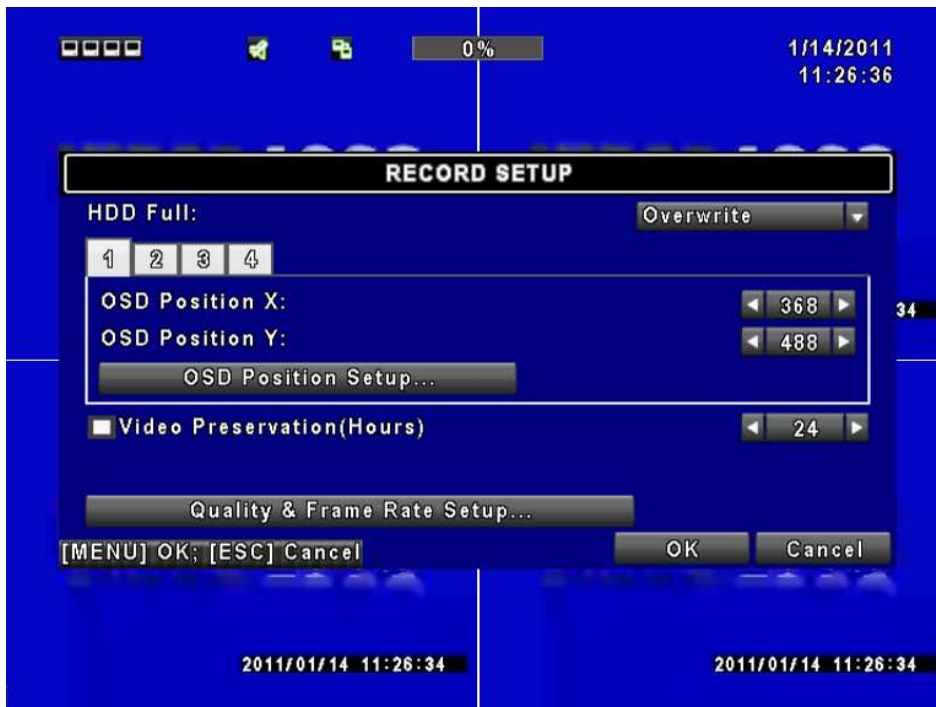 0%
1/14/2011
11:26:36
RECORD SETUP
HDD Full: Overwrite
1 2 3 4
OSD Position X: 368
34
OSD Position Y: 488
OSD Position Setup...
Video Preservation(Hours) 24
Quality & Frame Rate Setup...
[MENU] OK; [ESC] Cancel OK Cancel
2011/01/14 11:26:34 2011/01/14 11:26:34